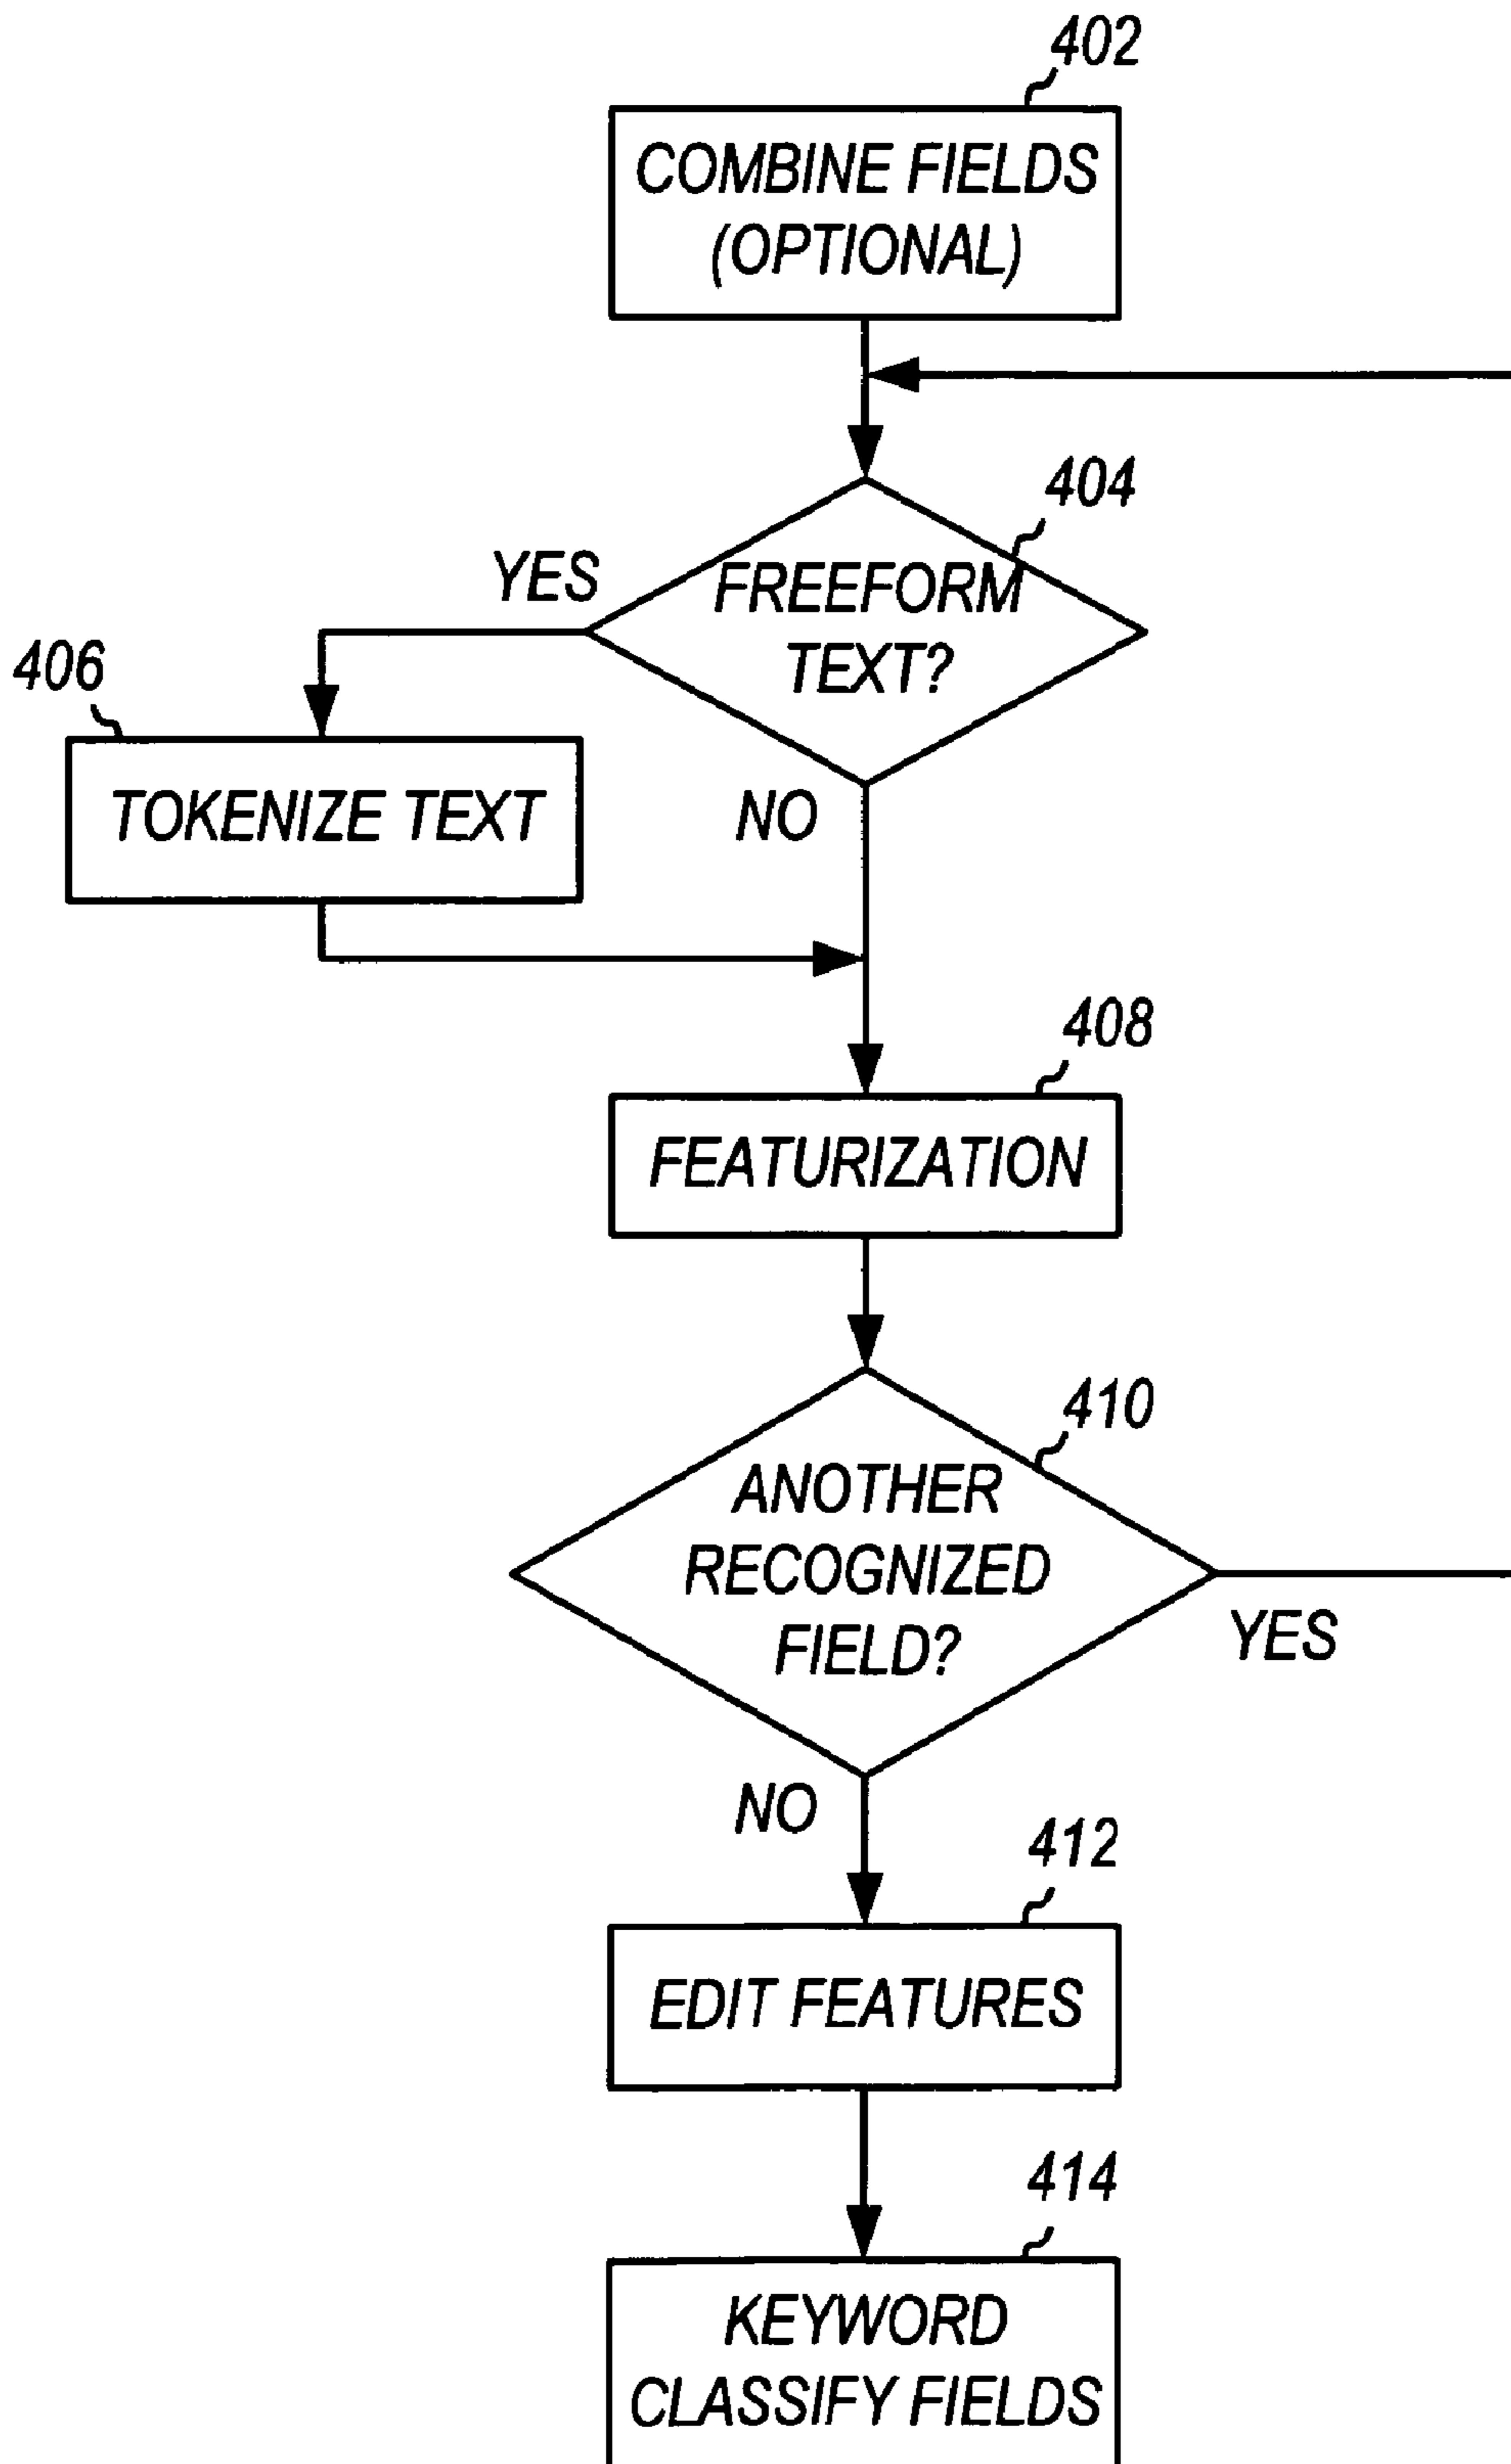 402
COMBINE FIELDS
(OPTIONAL)
404
YES
FREEFORM
TEXT?
406
TOKENIZE TEXT
NO
408
FEATURIZATION
410
ANOTHER
RECOGNIZED
FIELD?
YES
NO
412
EDIT FEATURES
414
KEYWORD
CLASSIFY FIELDS